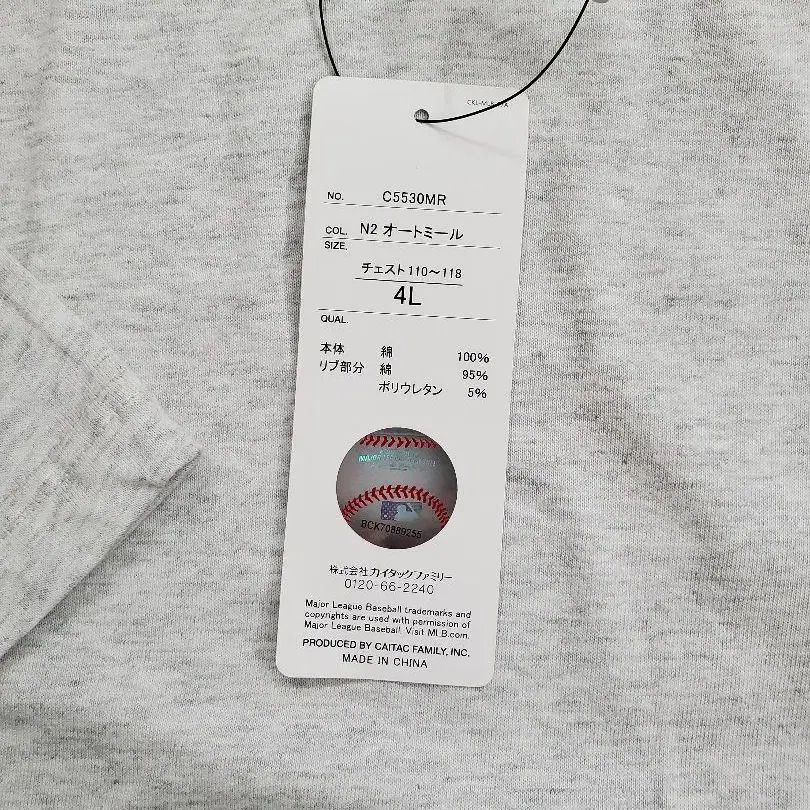 NO. C5530MR
COL. N2 オートミール
SIZE.
チェスト110〜118
4L
QUAL.
本体 綿 100%
リブ部分 綿 95%
ポリウレタン 5%
BCK70889255
株式会社 カイタックファミリー
0120-66-2240
Major League Baseball trademarks and
copyrights are used with permission of
Major League Baseball. Visit MLB.com.
PRODUCED BY CAITAC FAMILY, INC.
MADE IN CHINA